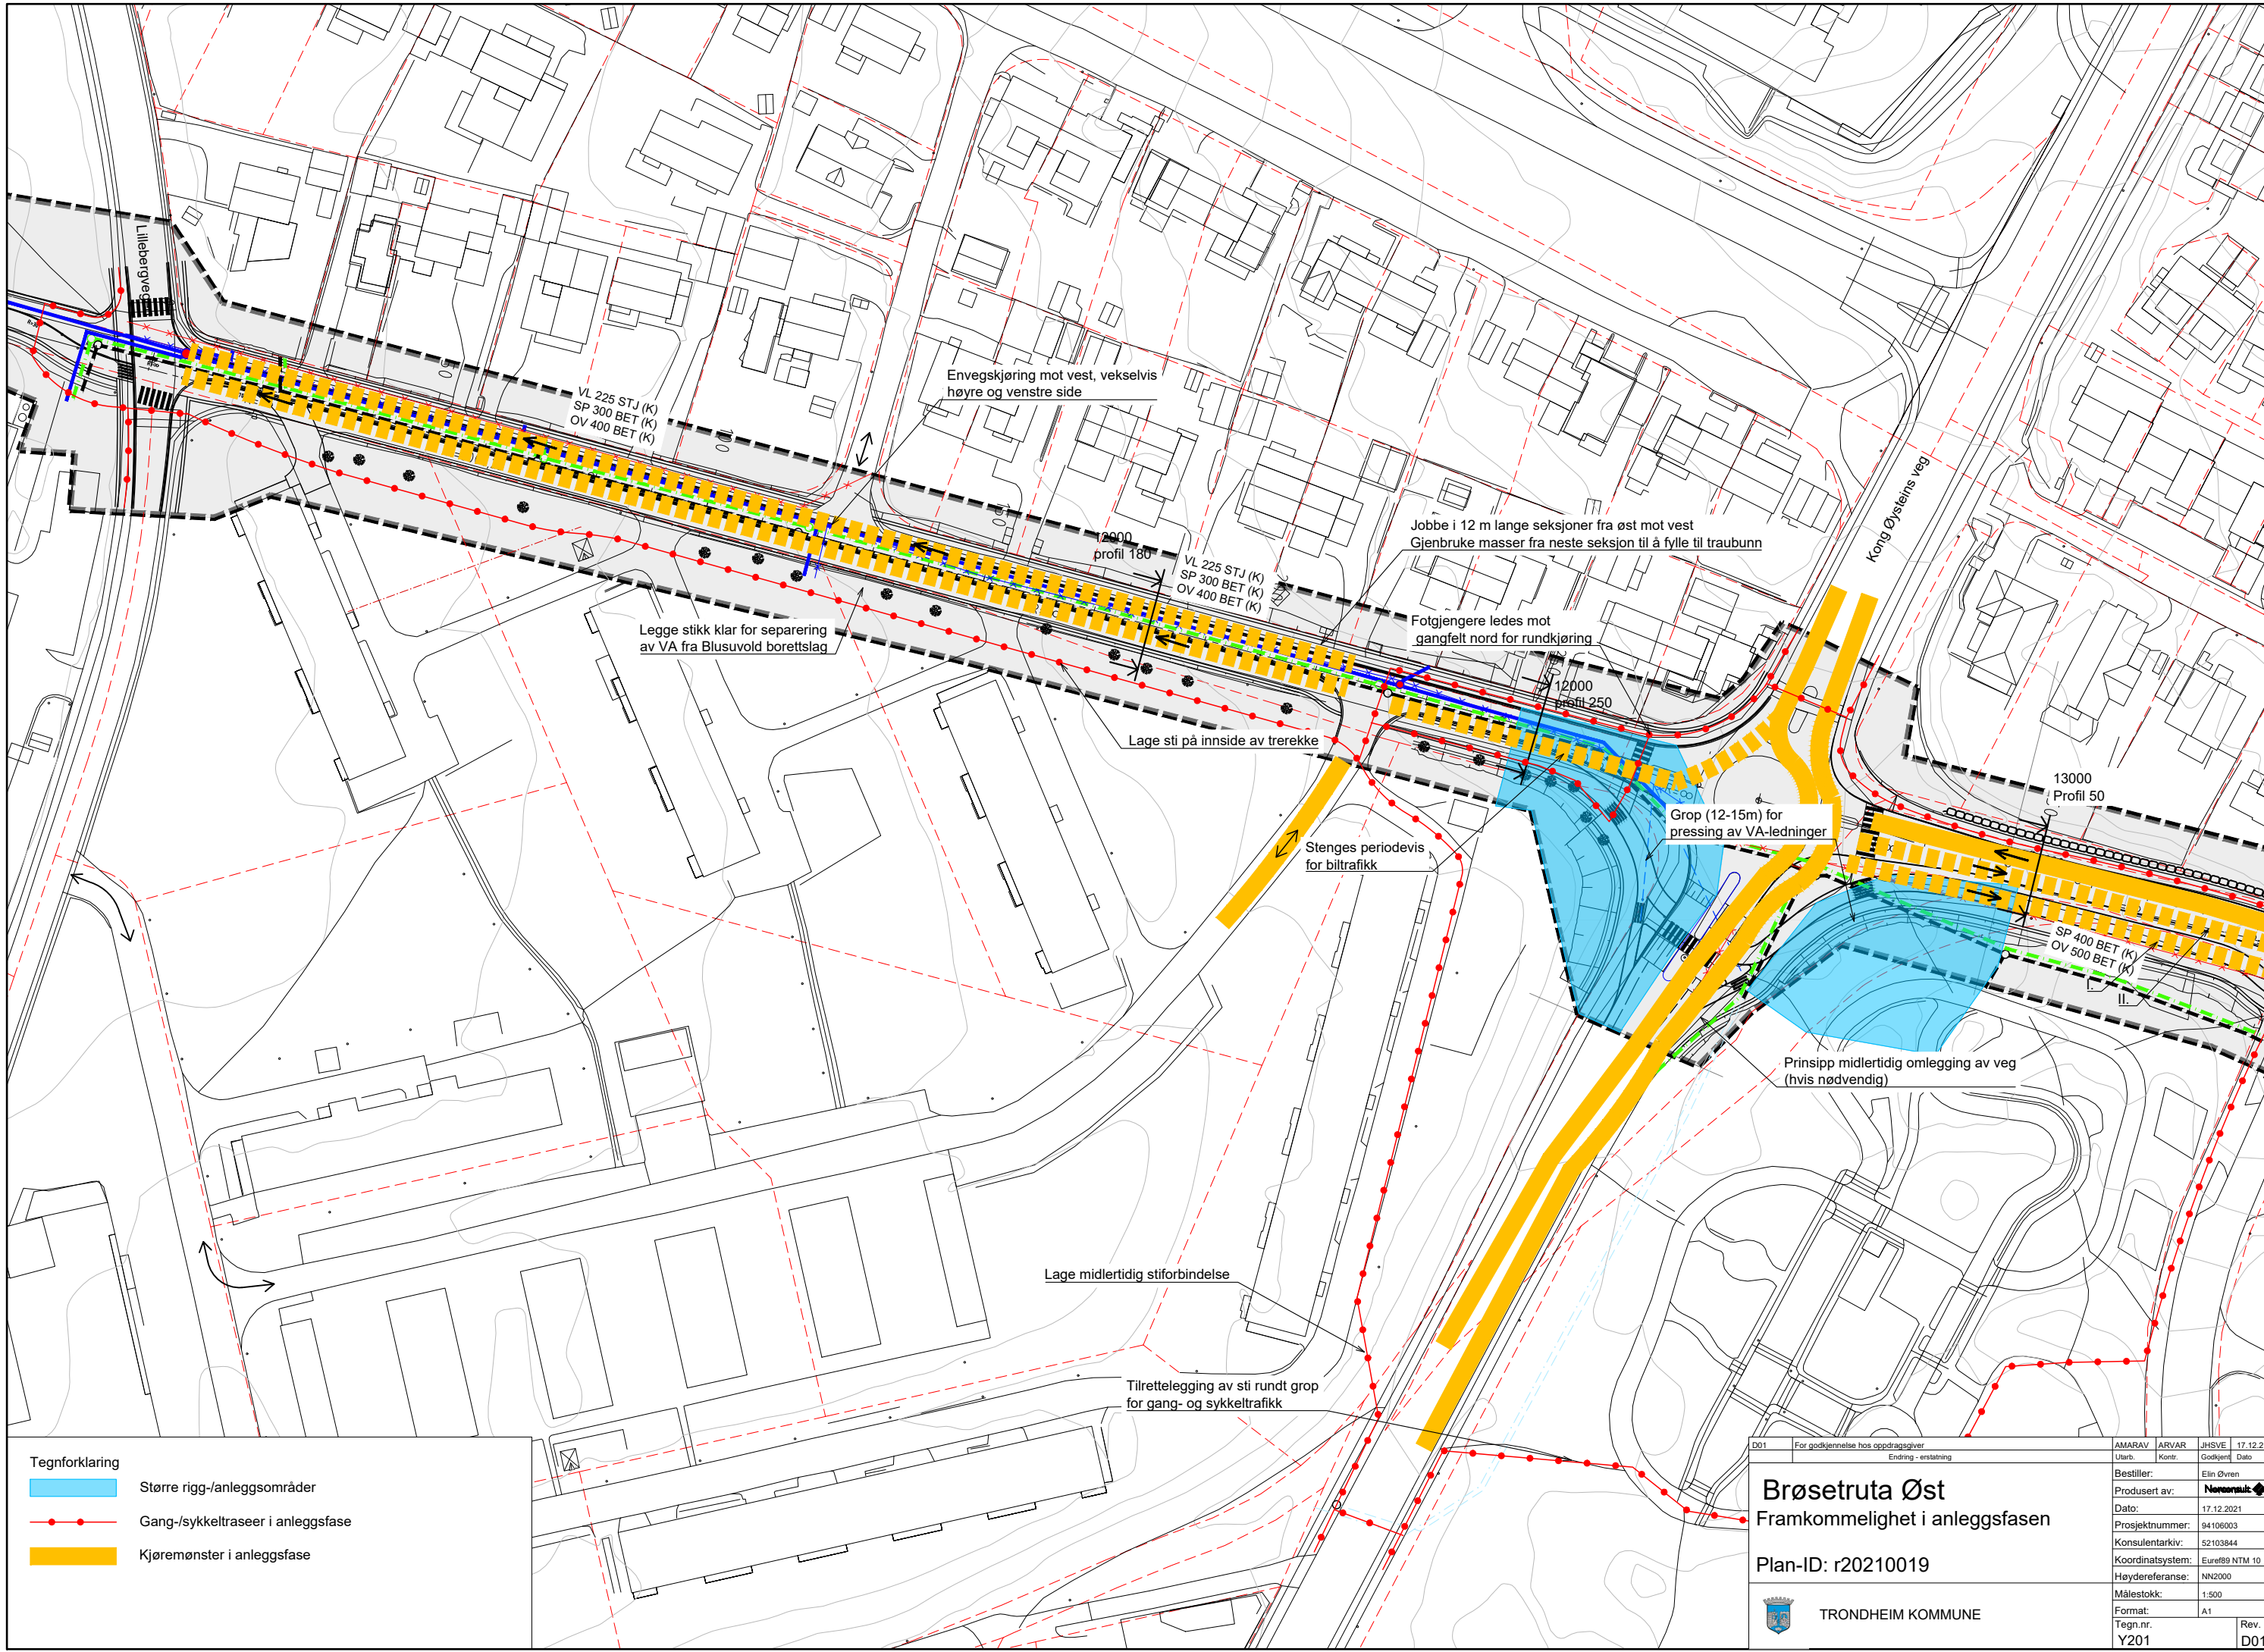 Lillebergveg
VL 225 STJ (K)
SP 300 BET (K)
OV 400 BET (K)
Envegskjøring mot vest, vekselvis
høyre og venstre side
12000
profil 180
VL 225 STJ (K)
SP 300 BET (K)
OV 400 BET (K)
Jobbe i 12 m lange seksjoner fra øst mot vest
Gjenbruke masser fra neste seksjon til å fylle til traubunn
Kong Øysteins veg
Legge stikk klar for separering
av VA fra Blusuvold borettslag
Fotgjengere ledes mot
gangfelt nord for rundkjøring
12000
profil 250
Lage sti på innside av trerekke
13000
Profil 50
Grop (12-15m) for
pressing av VA-ledninger
Stenges periodevis
for biltrafikk
SP 400 BET (K)
OV 500 BET (K)
I.
II.
Prinsipp midlertidig omlegging av veg
(hvis nødvendig)
Lage midlertidig stiforbindelse
Tilrettelegging av sti rundt grop
for gang- og sykkeltrafikk
Tegnforklaring
Større rigg-/anleggsområder
Gang-/sykkeltraseer i anleggsfase
Kjøremønster i anleggsfase
D01 For godkjennelse hos oppdragsgiver AMARAV ARVAR JHSVE 17.12.2
Endring - erstatning Utarb. Kontr. Godkjent Dato
Brøsetruta Øst
Framkommelighet i anleggsfasen
Plan-ID: r20210019
TRONDHEIM KOMMUNE
Bestiller: Elin Øvren
Produsert av: Norconsult
Dato: 17.12.2021
Prosjektnummer: 94106003
Konsulentarkiv: 52103844
Koordinatsystem: Euref89 NTM 10
Høydereferanse: NN2000
Målestokk: 1:500
Format: A1
Tegn.nr. Rev.
Y201 D01